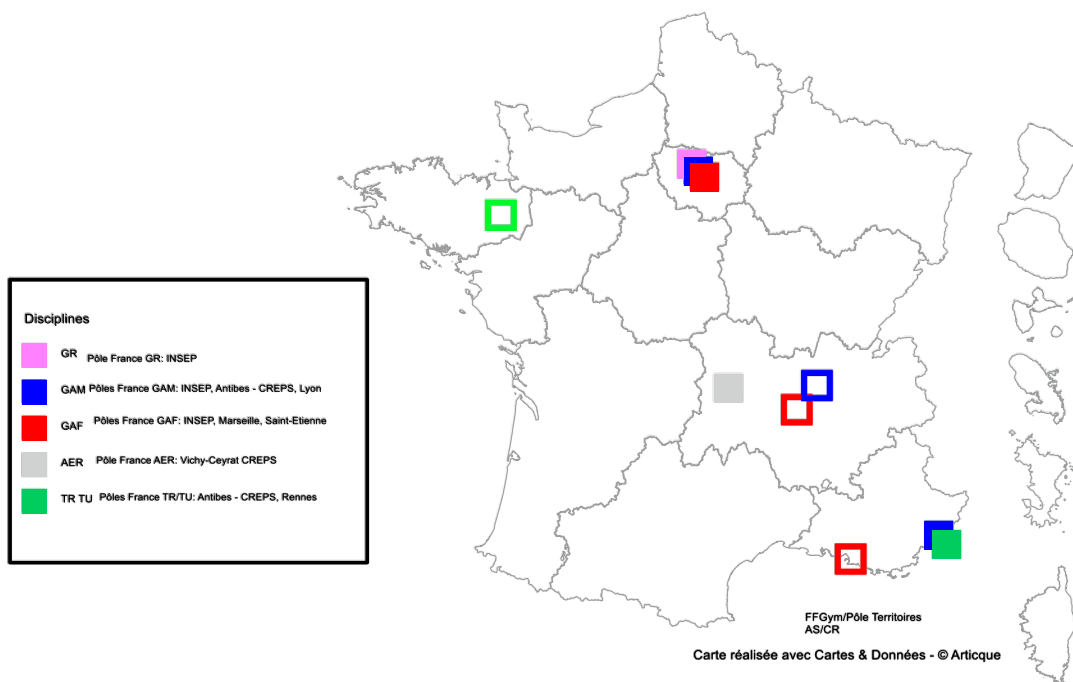 Disciplines
GR Pôle France GR: INSEP
GAM Pôles France GAM: INSEP, Antibes - CREPS, Lyon
GAF Pôles France GAF: INSEP, Marseille, Saint-Etienne
AER Pôle France AER: Vichy-Ceyrat CREPS
TR TU Pôles France TR/TU: Antibes - CREPS, Rennes
FFGym/Pôle Territoires
AS/CR
Carte réalisée avec Cartes & Données - © Articque